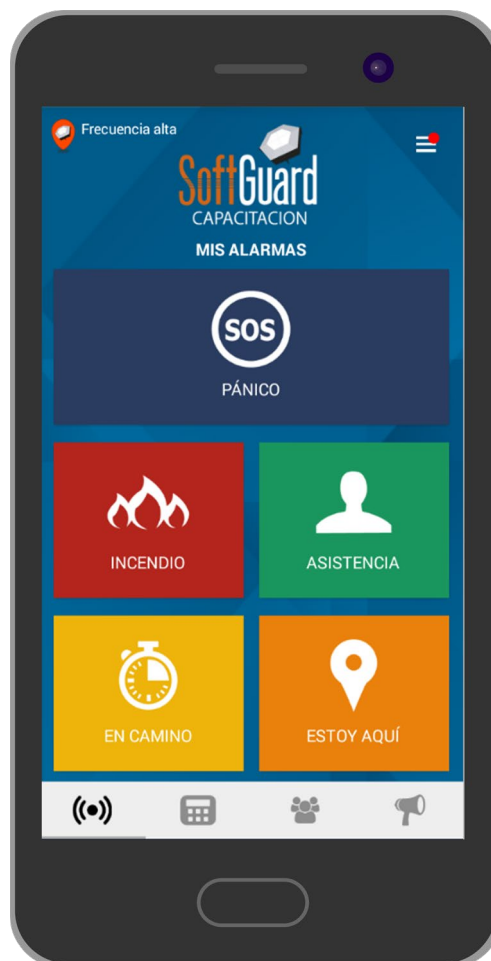 Frecuencia alta
SoftGuard
CAPACITACION
MIS ALARMAS
SOS
PÁNICO
INCENDIO
ASISTENCIA
EN CAMINO
ESTOY AQUÍ